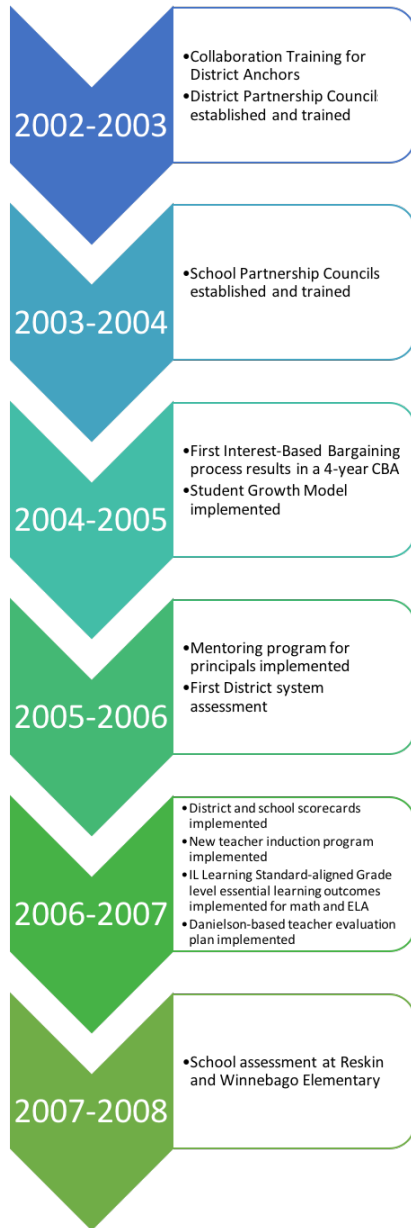 2002-2003
•Collaboration Training for
District Anchors
•District Partnership Council
established and trained
2003-2004
•School Partnership Councils
established and trained
2004-2005
•First Interest-Based Bargaining
process results in a 4-year CBA
•Student Growth Model
implemented
2005-2006
•Mentoring program for
principals implemented
•First District system
assessment
2006-2007
•District and school scorecards
implemented
•New teacher induction program
implemented
•IL Learning Standard-aligned Grade
level essential learning outcomes
implemented for math and ELA
•Danielson-based teacher evaluation
plan implemented
2007-2008
•School assessment at Reskin
and Winnebago Elementary